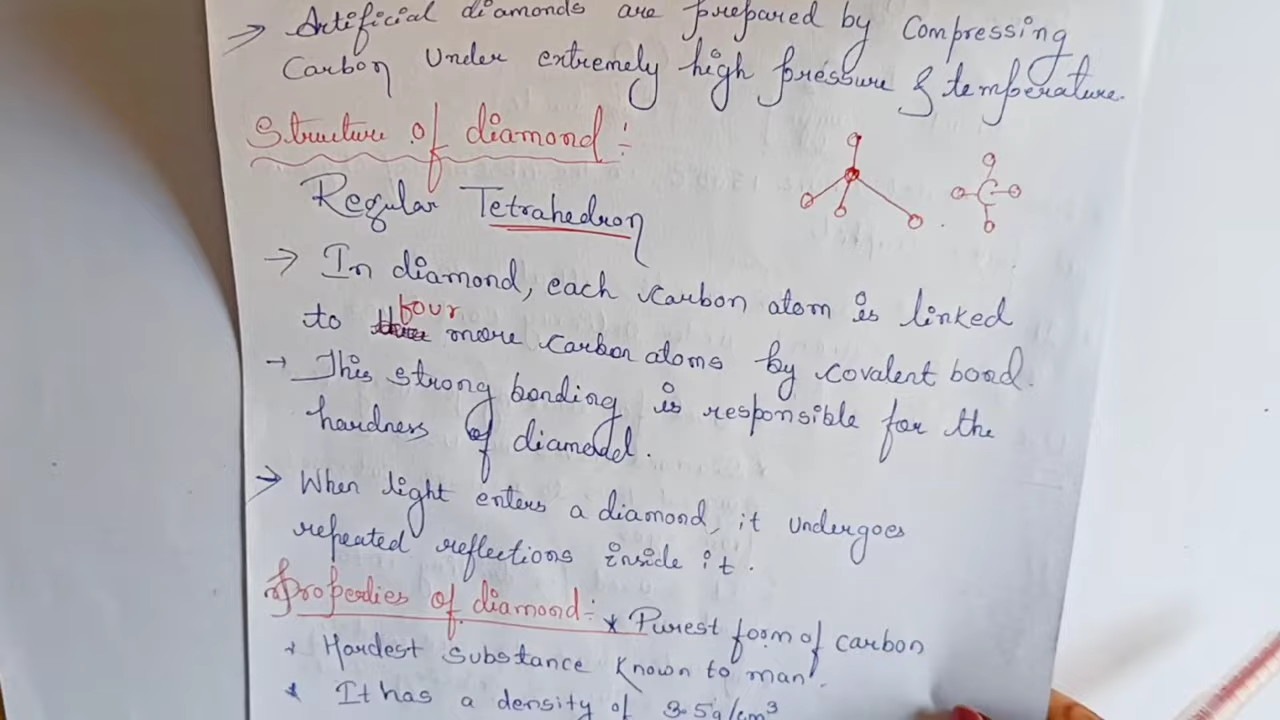 → Artificial diamonds are prepared by Compressing
Carbon under extremely high pressure & temperature.
Structure of diamond :-
Regular Tetrahedron
→ In diamond, each carbon atom is linked
four
to more carbon atoms by covalent bond.
→ This strong bonding is responsible for the
hardness of diamond.
→ When light enters a diamond, it undergoes
repeated reflections inside it.
Properties of diamond :- * Purest form of carbon
* Hardest substance known to man.
* It has a density of 3.5g/cm³
C